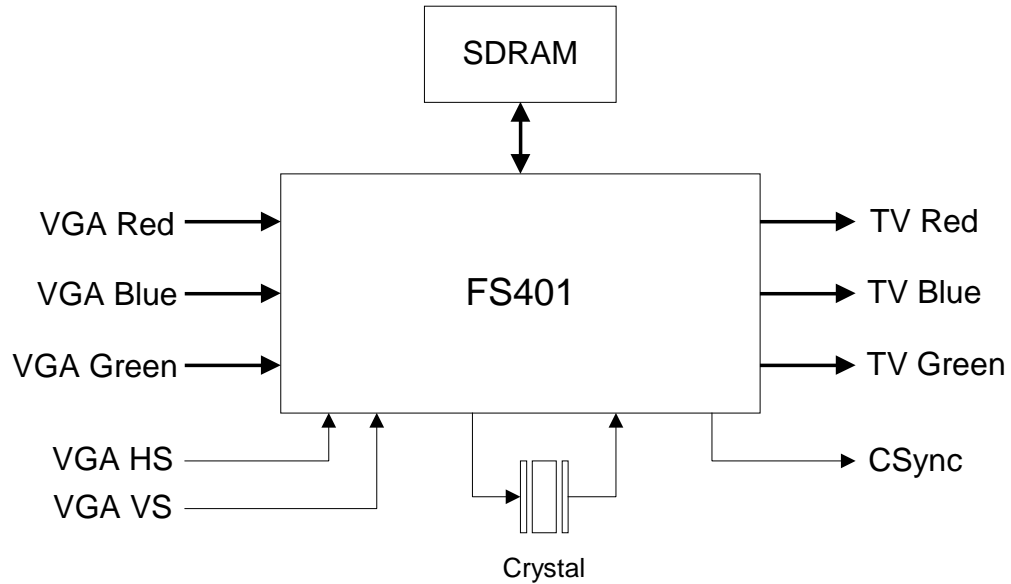 SDRAM
VGA Red
TV Red
VGA Blue
FS401
TV Blue
VGA Green
TV Green
VGA HS
CSync
VGA VS
Crystal